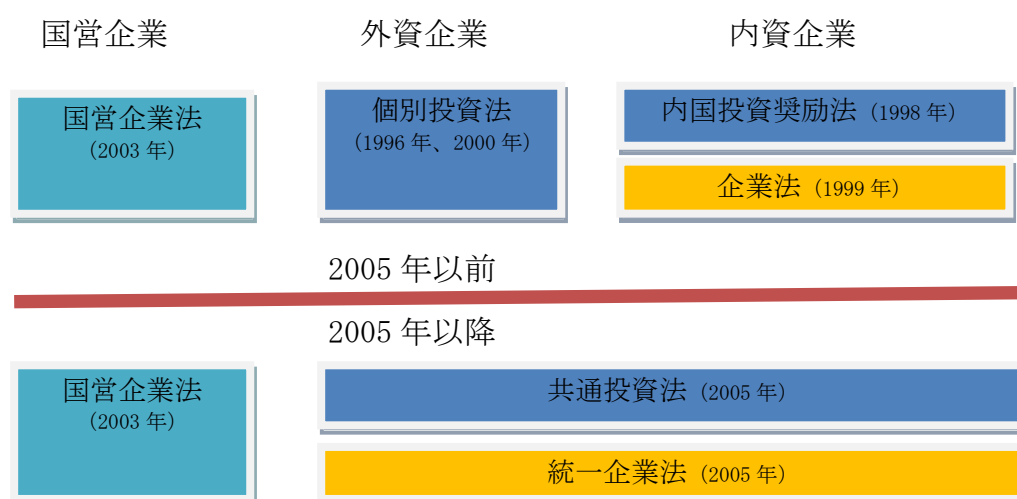 国営企業
外資企業
内資企業
国営企業法
(2003 年)
個別投資法
(1996 年、2000 年)
内国投資奨励法 (1998 年)
企業法 (1999 年)
2005 年以前
2005 年以降
国営企業法
(2003 年)
共通投資法 (2005 年)
統一企業法 (2005 年)